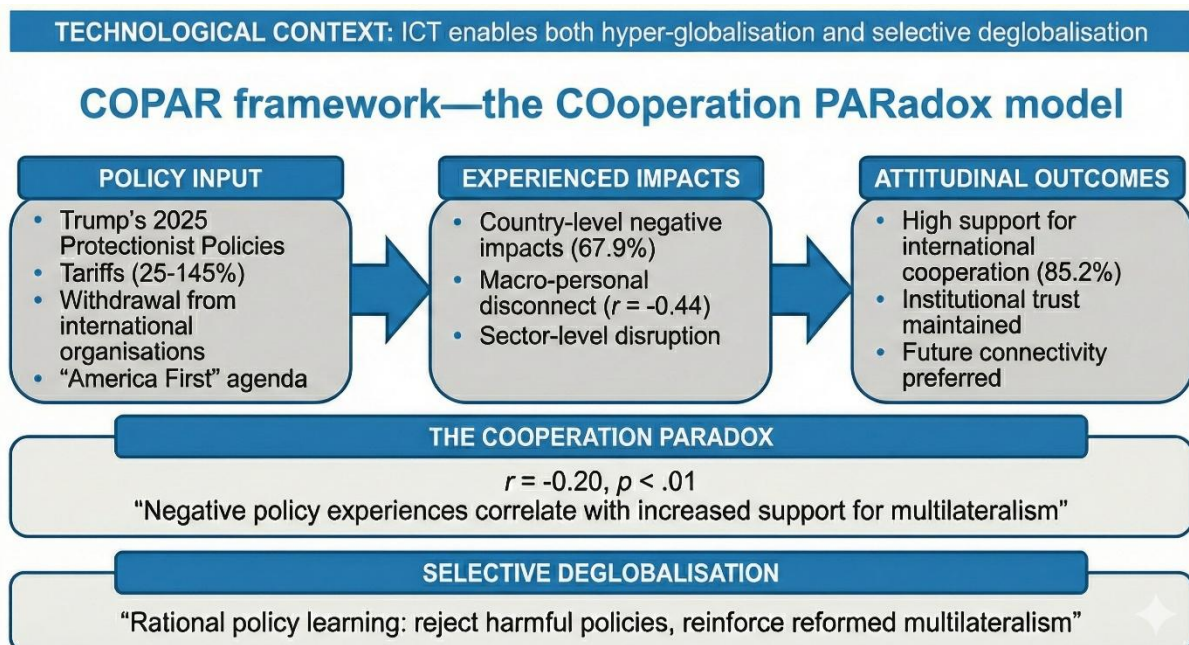 TECHNOLOGICAL CONTEXT: ICT enables both hyper-globalisation and selective deglobalisation
COPAR framework—the COoperation PARadox model
POLICY INPUT
• Trump's 2025
Protectionist Policies
• Tariffs (25-145%)
• Withdrawal from
international
organisations
• “America First” agenda
EXPERIENCED IMPACTS
• Country-level negative
impacts (67.9%)
• Macro-personal
disconnect (r = -0.44)
• Sector-level disruption
ATTITUDINAL OUTCOMES
• High support for
international
cooperation (85.2%)
• Institutional trust
maintained
• Future connectivity
preferred
THE COOPERATION PARADOX
r = -0.20, p < .01
“Negative policy experiences correlate with increased support for multilateralism”
SELECTIVE DEGLOBALISATION
“Rational policy learning: reject harmful policies, reinforce reformed multilateralism”